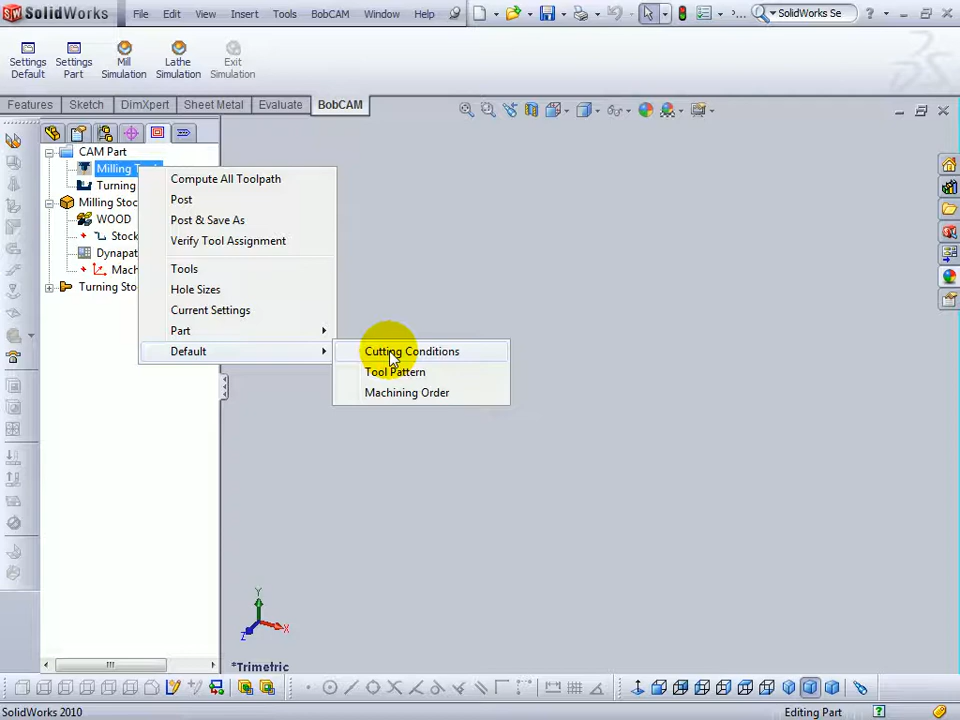 SolidWorks
File Edit View Insert Tools BobCAM Window Help
SolidWorks Se
Settings Default
Settings Part
Mill Simulation
Lathe Simulation
Exit Simulation
Features Sketch DimXpert Sheet Metal Evaluate BobCAM
CAM Part
Milling
Turning
Milling Stoc
WOOD
Stock
Dynapat
Mach
Turning Sto
Compute All Toolpath
Post
Post & Save As
Verify Tool Assignment
Tools
Hole Sizes
Current Settings
Part
Default
Cutting Conditions
Tool Pattern
Machining Order
Y
X
Z
*Trimetric
SolidWorks 2010
Editing Part